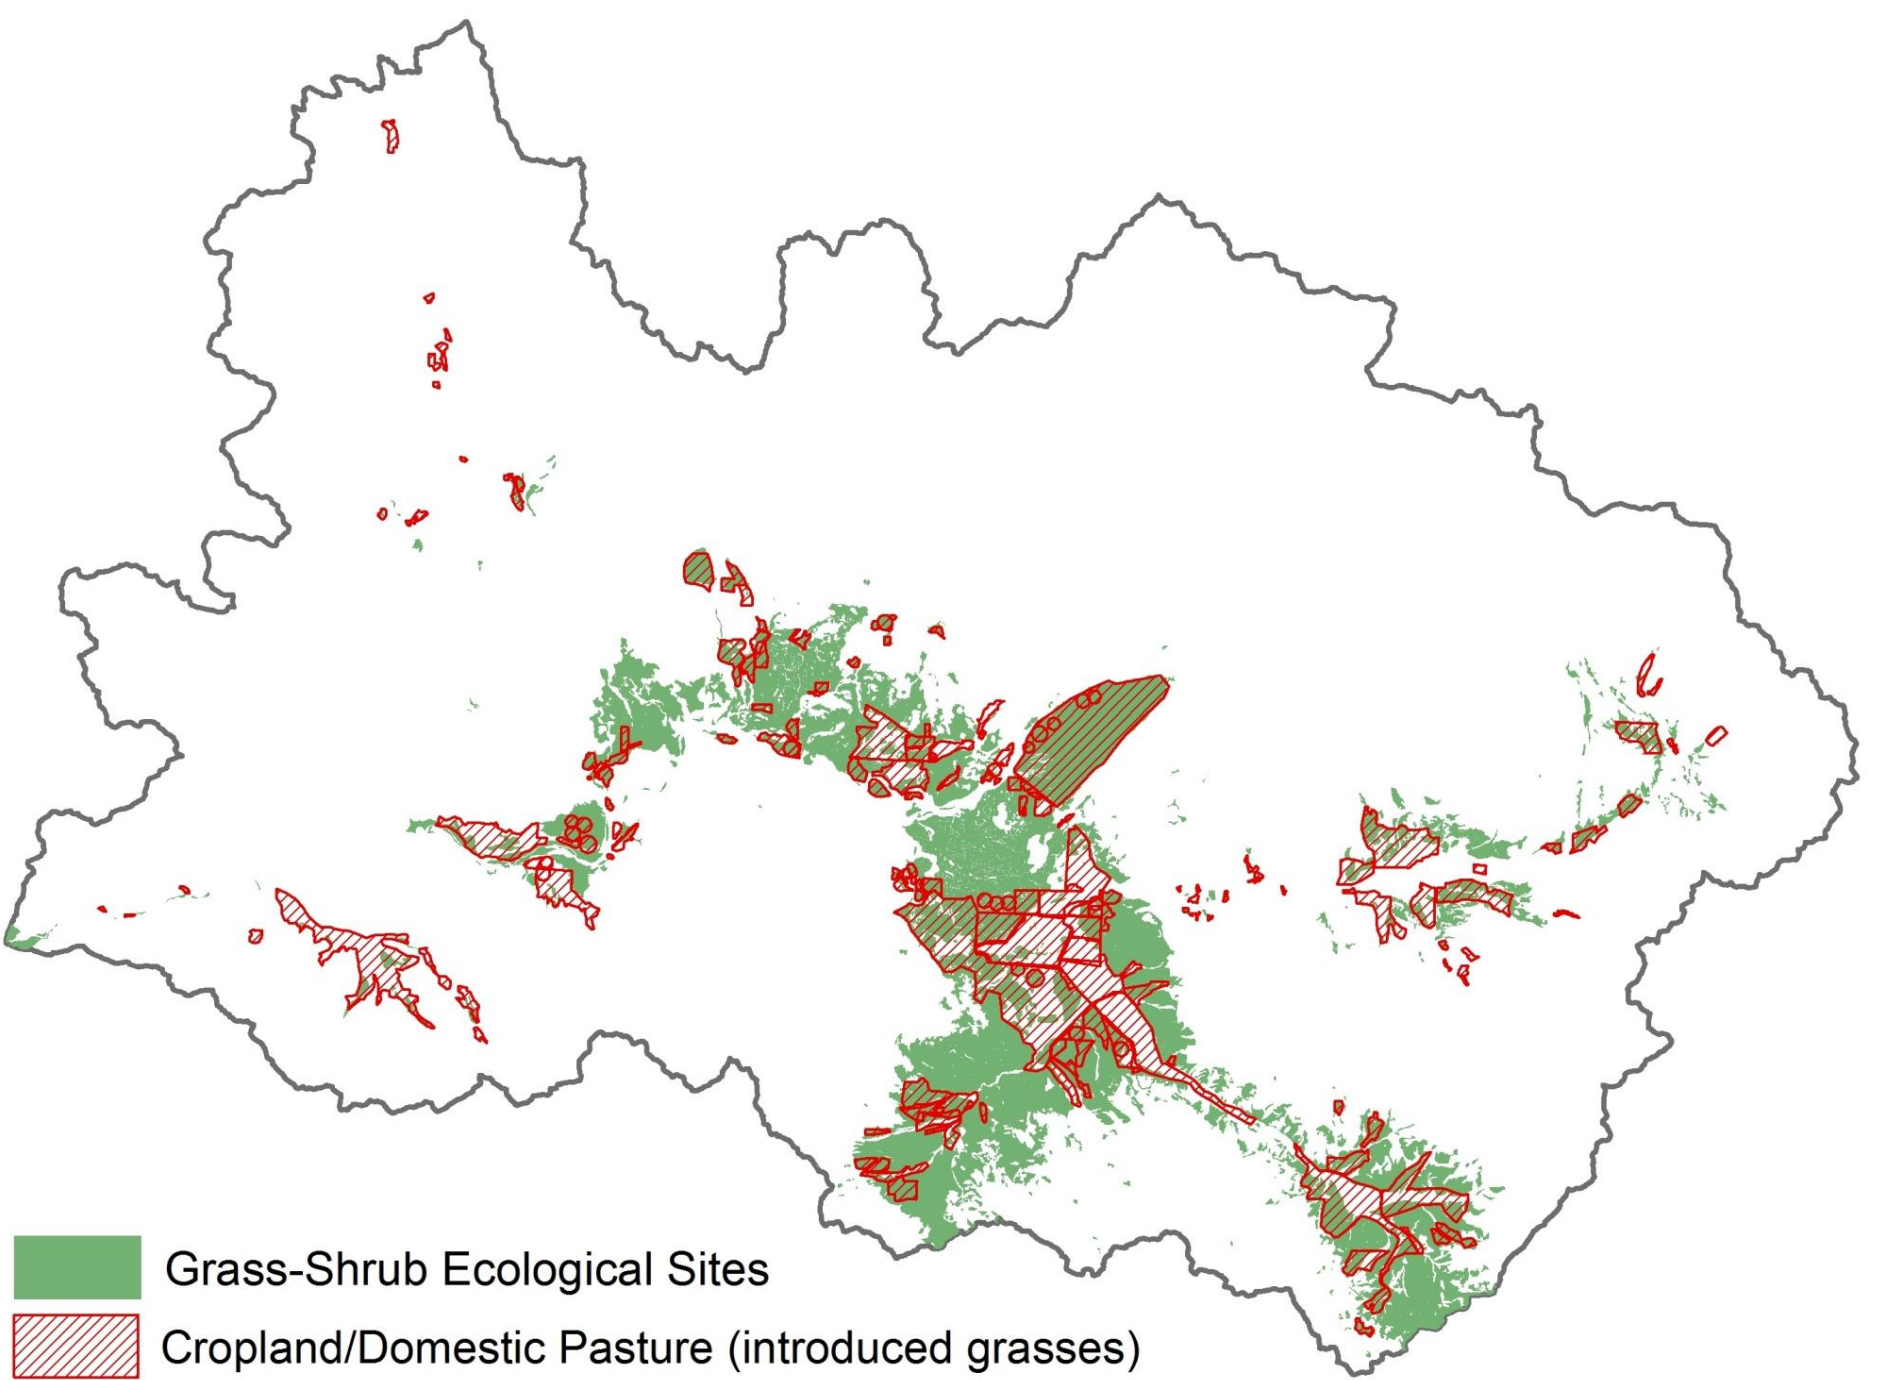 Grass-Shrub Ecological Sites
Cropland/Domestic Pasture (introduced grasses)